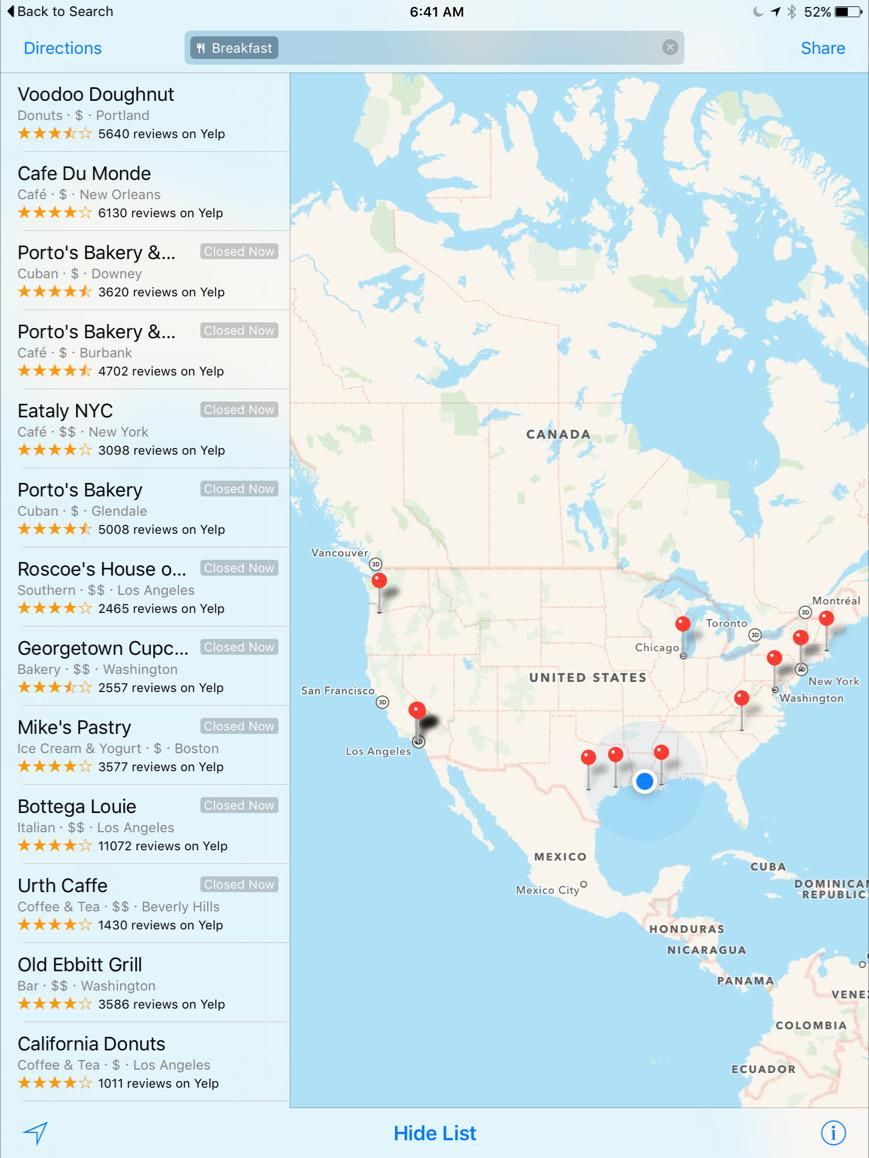 Back to Search
6:41 AM
52%
Directions
Breakfast
Share
Voodoo Doughnut
Donuts · $ · Portland
5640 reviews on Yelp
Cafe Du Monde
Café · $ · New Orleans
6130 reviews on Yelp
Porto's Bakery &... Closed Now
Cuban · $ · Downey
3620 reviews on Yelp
Porto's Bakery &... Closed Now
Café · $ · Burbank
4702 reviews on Yelp
Eataly NYC Closed Now
Café · $$ · New York
3098 reviews on Yelp
Porto's Bakery Closed Now
Cuban · $ · Glendale
5008 reviews on Yelp
Roscoe's House o... Closed Now
Southern · $$ · Los Angeles
2465 reviews on Yelp
Georgetown Cupc... Closed Now
Bakery · $$ · Washington
2557 reviews on Yelp
Mike's Pastry Closed Now
Ice Cream & Yogurt · $ · Boston
3577 reviews on Yelp
Bottega Louie Closed Now
Italian · $$ · Los Angeles
11072 reviews on Yelp
Urth Caffe Closed Now
Coffee & Tea · $$ · Beverly Hills
1430 reviews on Yelp
Old Ebbitt Grill
Bar · $$ · Washington
3586 reviews on Yelp
California Donuts
Coffee & Tea · $ · Los Angeles
1011 reviews on Yelp
CANADA
Vancouver
3D
Montréal
3D
Toronto
3D
Chicago
UNITED STATES
New York
San Francisco
3D
Washington
Los Angeles
MEXICO
Mexico City
CUBA
DOMINICAN
REPUBLIC
HONDURAS
NICARAGUA
PANAMA
VENEZ
COLOMBIA
ECUADOR
Hide List